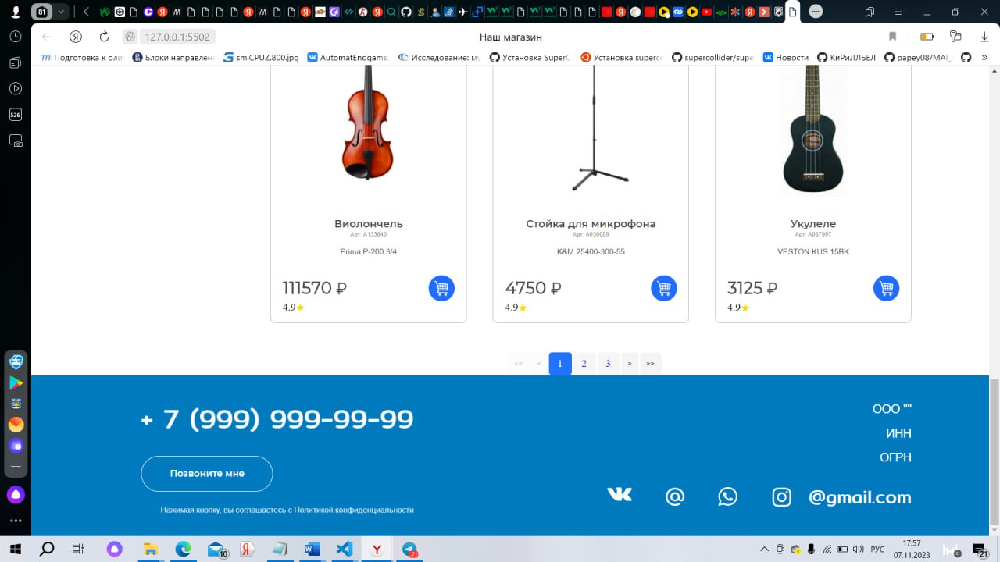 81
127.0.0.1:5502
Наш магазин
Подготовка к оли
Блоки направлен
sm.CPUZ.800.jpg
AutomatEndgame
Исследование: му
Установка SuperC
Установка superco
supercollider/supe
Новости
КиРиЛЛБЕЛ
papey08/MAI_
»
526
Виолончель
Арт: A133640
Prima P-200 3/4
111570 ₽
4.9★
Стойка для микрофона
Арт: A030089
K&M 25400-300-55
4750 ₽
4.9★
Укулеле
Арт: A067997
VESTON KUS 15BK
3125 ₽
4.9★
<< < 1 2 3 > >>
+ 7 (999) 999-99-99
Позвоните мне
Нажимая кнопку, вы соглашаетесь с Политикой конфиденциальности
ООО ""
ИНН
ОГРН
@gmail.com
10
РУС
17:57
07.11.2023
21